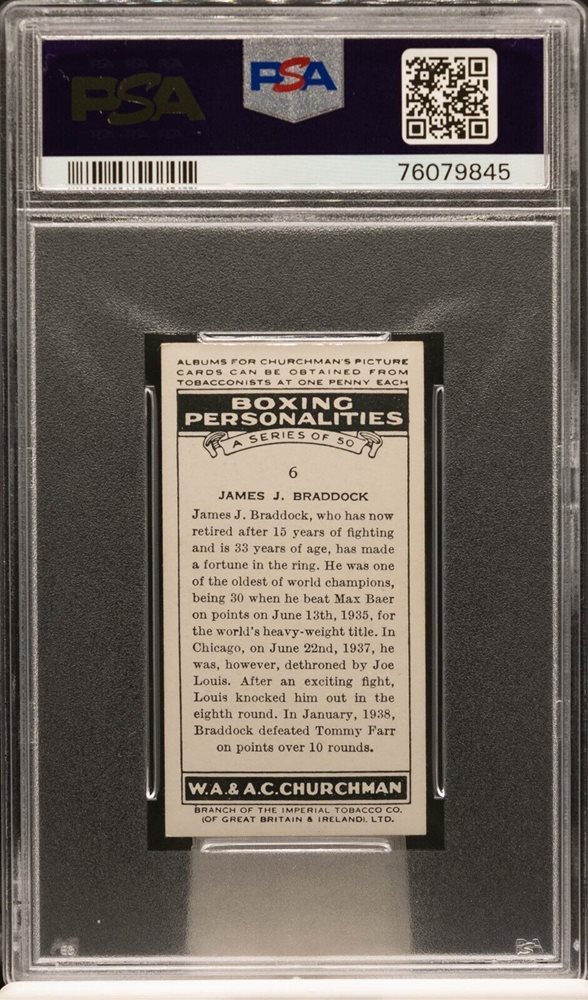 PSA
PSA
76079845
ALBUMS FOR CHURCHMAN'S PICTURE
CARDS CAN BE OBTAINED FROM
TOBACCONISTS AT ONE PENNY EACH
BOXING
PERSONALITIES
A SERIES OF 50
6
JAMES J. BRADDOCK
James J. Braddock, who has now
retired after 15 years of fighting
and is 33 years of age, has made
a fortune in the ring. He was one
of the oldest of world champions,
being 30 when he beat Max Baer
on points on June 13th, 1935, for
the world's heavy-weight title. In
Chicago, on June 22nd, 1937, he
was, however, dethroned by Joe
Louis. After an exciting fight,
Louis knocked him out in the
eighth round. In January, 1938,
Braddock defeated Tommy Farr
on points over 10 rounds.
W.A. & A.C. CHURCHMAN
BRANCH OF THE IMPERIAL TOBACCO CO.
(OF GREAT BRITAIN & IRELAND), LTD.